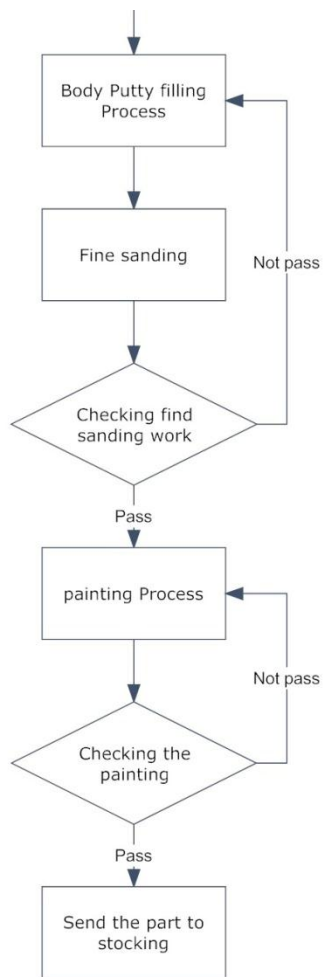 Body Putty filling
Process
Fine sanding
Not pass
Checking find
sanding work
Pass
painting Process
Not pass
Checking the
painting
Pass
Send the part to
stocking